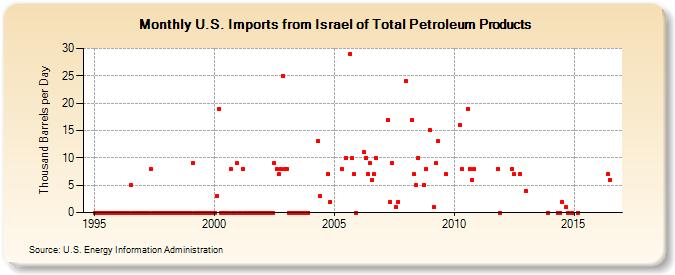 Monthly U.S. Imports from Israel of Total Petroleum Products
Thousand Barrels per Day
30
25
20
15
10
5
0
1995 2000 2005 2010 2015
Source: U.S. Energy Information Administration